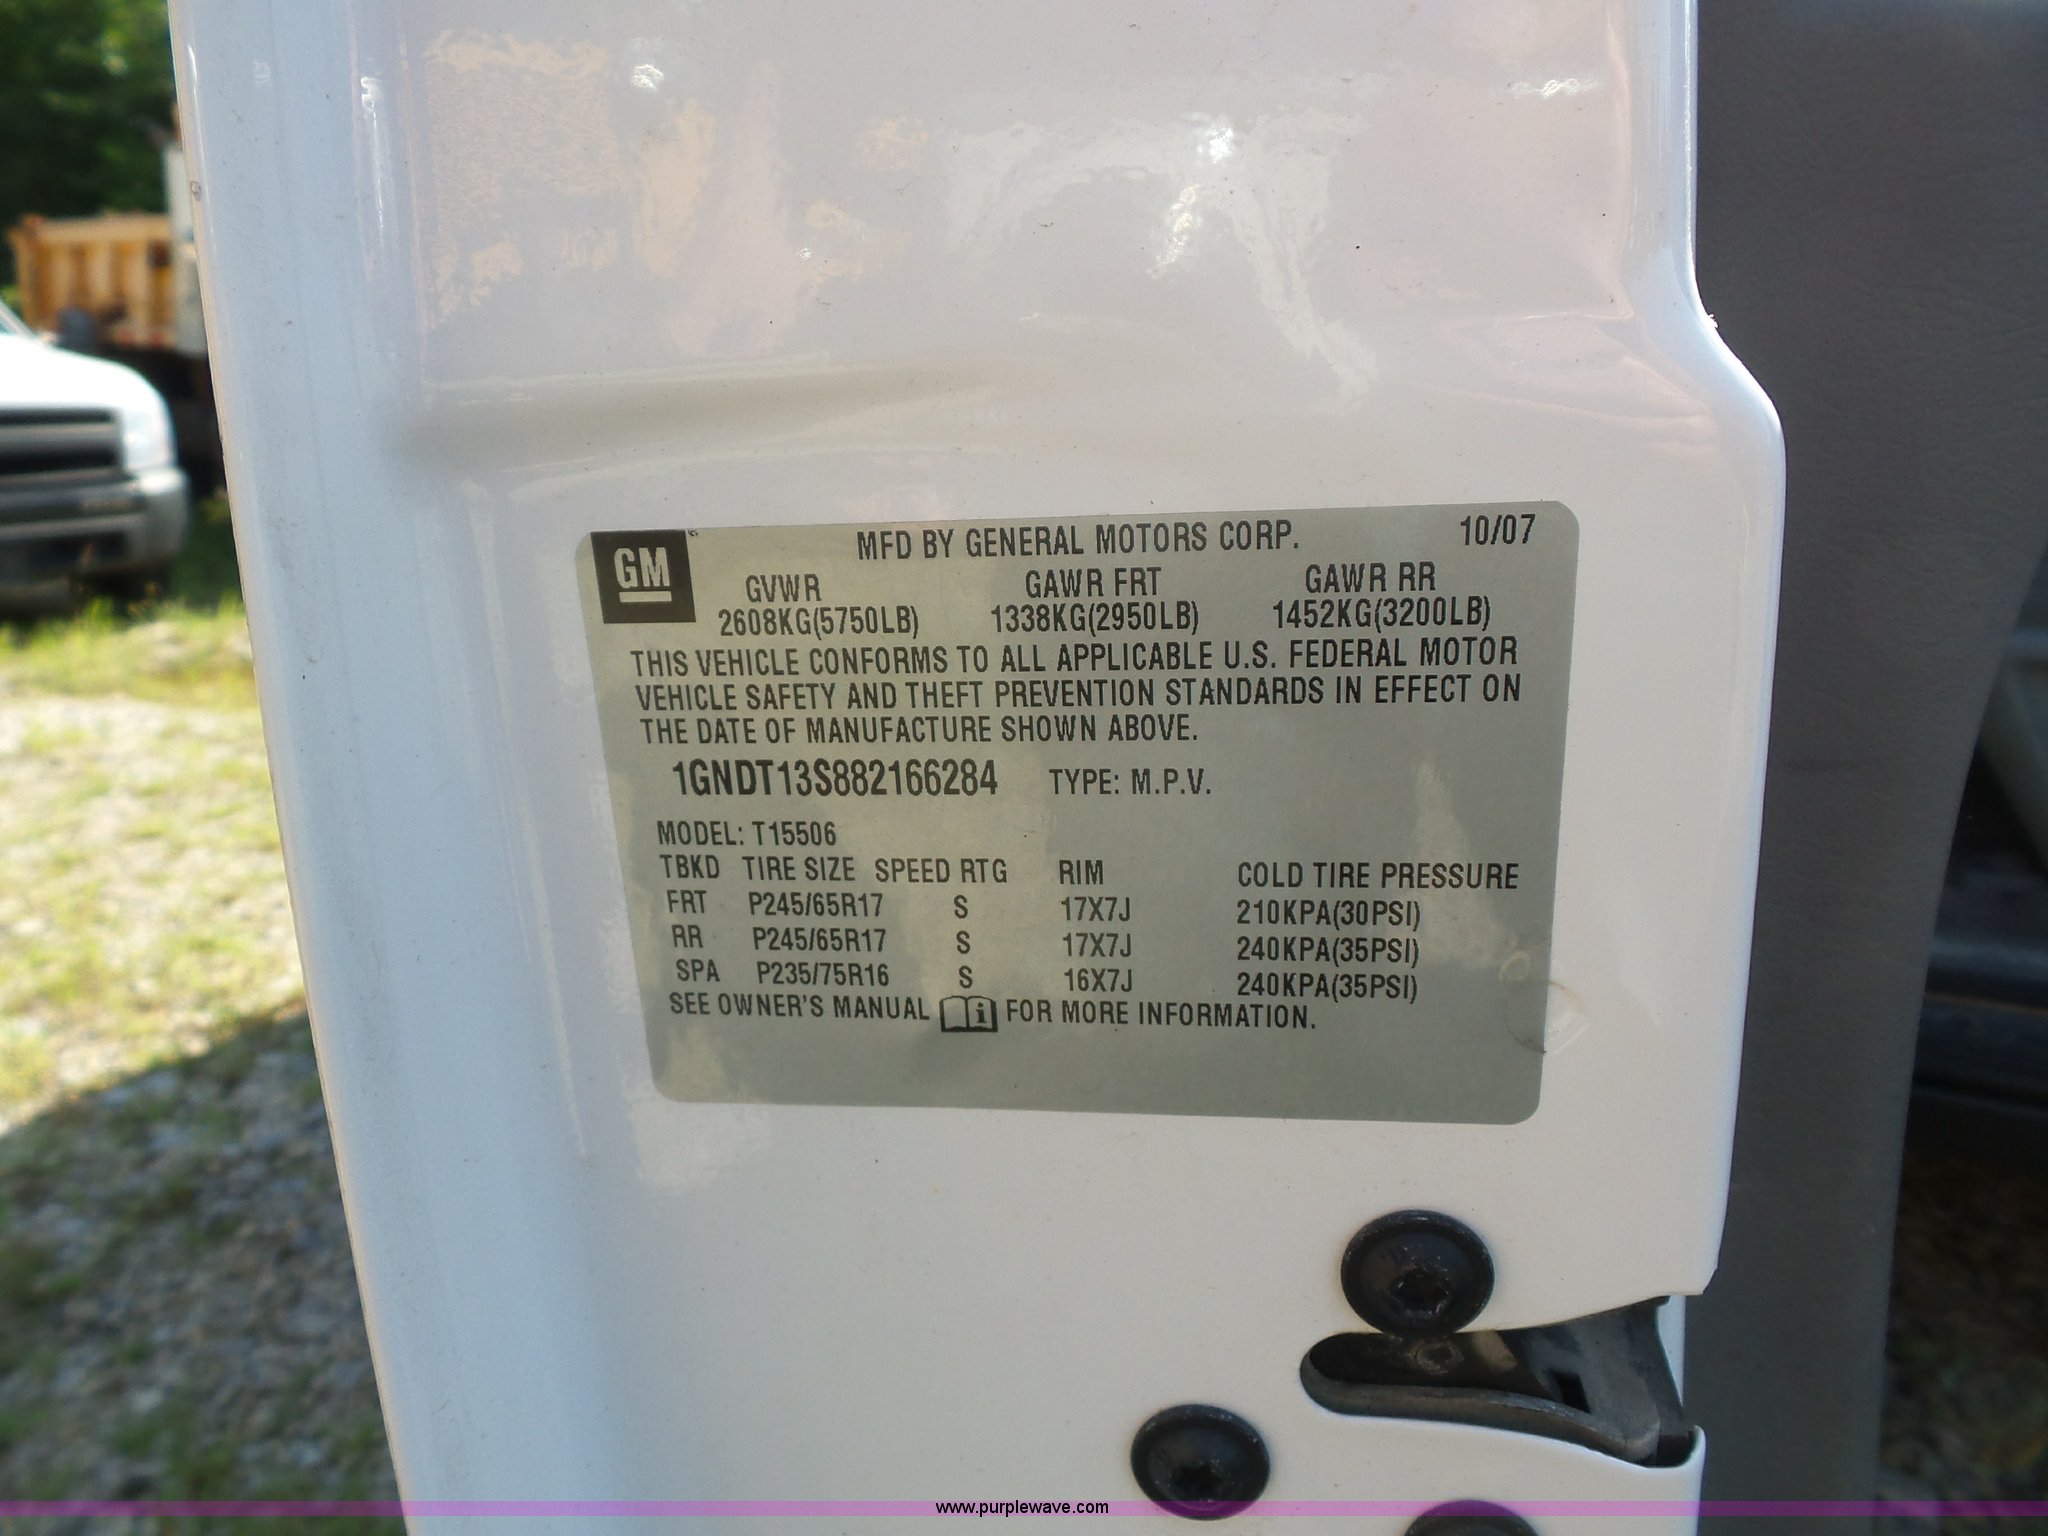 GM MFD BY GENERAL MOTORS CORP. 10/07
GVWR GAWR FRT GAWR RR
2608KG(5750LB) 1338KG(2950LB) 1452KG(3200LB)
THIS VEHICLE CONFORMS TO ALL APPLICABLE U.S. FEDERAL MOTOR
VEHICLE SAFETY AND THEFT PREVENTION STANDARDS IN EFFECT ON
THE DATE OF MANUFACTURE SHOWN ABOVE.
1GNDT13S882166284 TYPE: M.P.V.
MODEL: T15506
TBKD TIRE SIZE SPEED RTG RIM COLD TIRE PRESSURE
FRT P245/65R17 S 17X7J 210KPA(30PSI)
RR P245/65R17 S 17X7J 240KPA(35PSI)
SPA P235/75R16 S 16X7J 240KPA(35PSI)
SEE OWNER'S MANUAL i FOR MORE INFORMATION.
www.purplewave.com